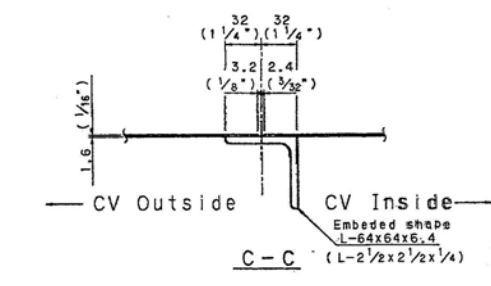 32 32
(1 1/4") (1 1/4")
3.2 2.4
(1/8") (3/32")
(1/16")
1.6
CV Outside CV Inside
Embeded shape
L-64x64x6.4
(L-2 1/2x2 1/2x1/4)
C-C